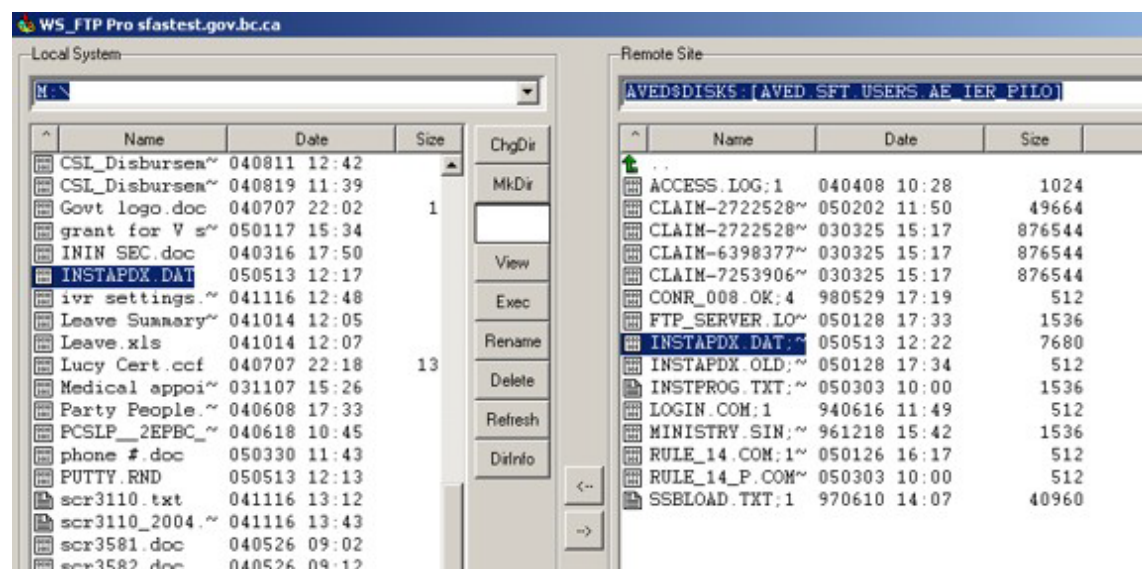 WS_FTP Pro sfastest.gov.bc.ca
Local System
M:\
^ Name Date Size
CSL_Disbursem~ 040811 12:42
CSL_Disbursem~ 040819 11:39
Govt logo.doc 040707 22:02 1
grant for V s~ 050117 15:34
ININ SEC.doc 040316 17:50
INSTAPDX.DAT 050513 12:17
ivr settings.~ 041116 12:48
Leave Summary~ 041014 12:05
Leave.xls 041014 12:07
Lucy Cert.ccf 040707 22:18 13
Medical appoi~ 031107 15:26
Party People.~ 040608 17:33
PCSLP__2EPBC_~ 040618 10:45
phone #.doc 050330 11:43
PUTTY.RND 050513 12:13
scr3110.txt 041116 13:12
scr3110_2004.~ 041116 13:43
scr3581.doc 040526 09:02
scr3582.doc 040526 09:12
ChgDir
MkDir
View
Exec
Rename
Delete
Refresh
DirInfo
<--
-->
Remote Site
AVED$DISK5:[AVED.SFT.USERS.AE_IER_PILO]
^ Name Date Size
..
ACCESS.LOG;1 040408 10:28 1024
CLAIM-2722528~ 050202 11:50 49664
CLAIM-2722528~ 030325 15:17 876544
CLAIM-6398377~ 030325 15:17 876544
CLAIM-7253906~ 030325 15:17 876544
CONR_008.OK;4 980529 17:19 512
FTP_SERVER.LO~ 050128 17:33 1536
INSTAPDX.DAT;~ 050513 12:22 7680
INSTAPDX.OLD;~ 050128 17:34 512
INSTPROG.TXT;~ 050303 10:00 1536
LOGIN.COM;1 940616 11:49 512
MINISTRY.SIN;~ 961218 15:42 1536
RULE_14.COM;1~ 050126 16:17 512
RULE_14_P.COM~ 050303 10:00 512
SSBLOAD.TXT;1 970610 14:07 40960